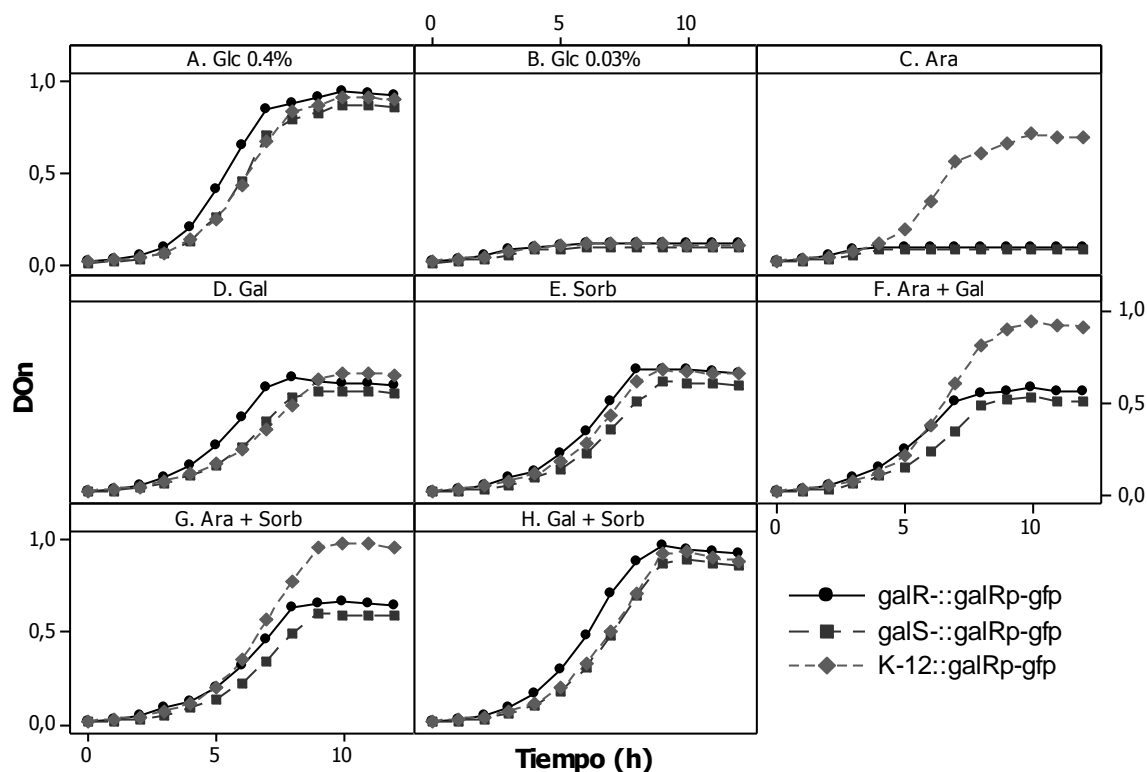 0 5 10
A. Glc 0.4% B. Glc 0.03% C. Ara
1,0
0,5
0,0
D. Gal E. Sorb F. Ara + Gal
1,0
0,5
0,0
DOn
G. Ara + Sorb H. Gal + Sorb
0 5 10
1,0
0,5
0,0
galR-::galRp-gfp
galS-::galRp-gfp
K-12::galRp-gfp
0 5 10
Tiempo (h)